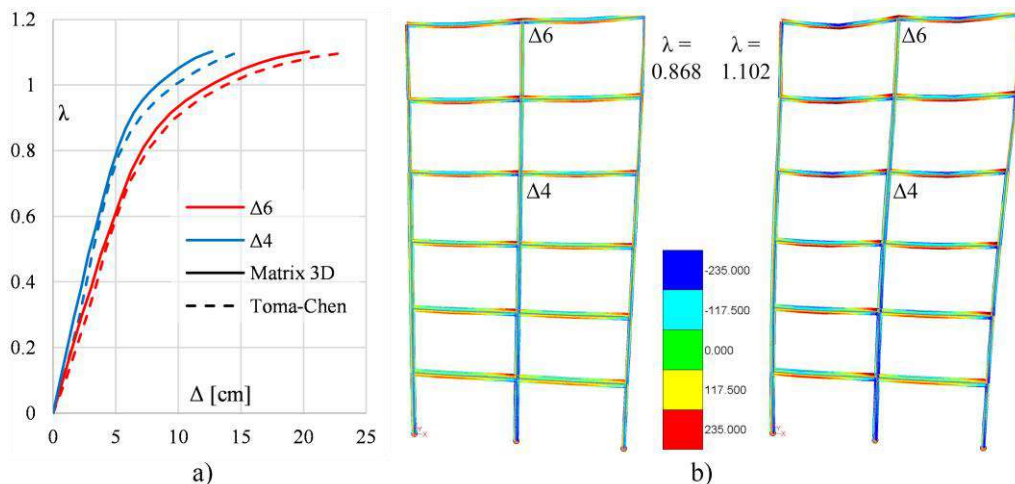 1.2
1
λ
0.8
0.6
0.4
0.2
0
Δ6
Δ4
Matrix 3D
Toma-Chen
Δ [cm]
0 5 10 15 20 25
a)
Δ6
λ =
0.868
λ =
1.102
Δ6
Δ4
Δ4
-235.000
-117.500
0.000
117.500
235.000
b)